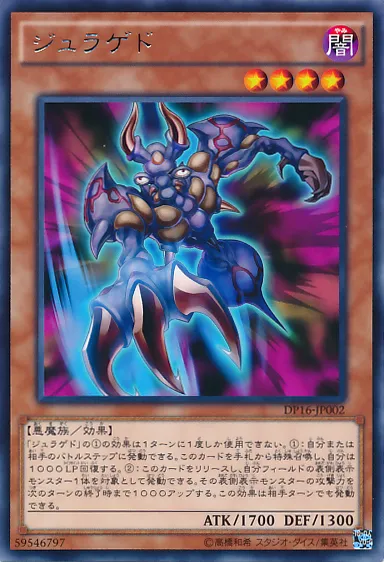 ジュラゲド
闇
DP16-JP002
【悪魔族／効果】
「ジュラゲド」の①の効果は１ターンに１度しか使用できない。①：自分または
相手のバトルステップに発動できる。このカードを手札から特殊召喚し、自分は
１０００ＬＰ回復する。②：このカードをリリースし、自分フィールドの表側表示
モンスター１体を対象として発動できる。その表側表示モンスターの攻撃力を
次のターンの終了時まで１０００アップする。この効果は相手ターンでも発動
できる。
ATK/1700 DEF/1300
59546797
©高橋和希 スタジオ・ダイス/集英社